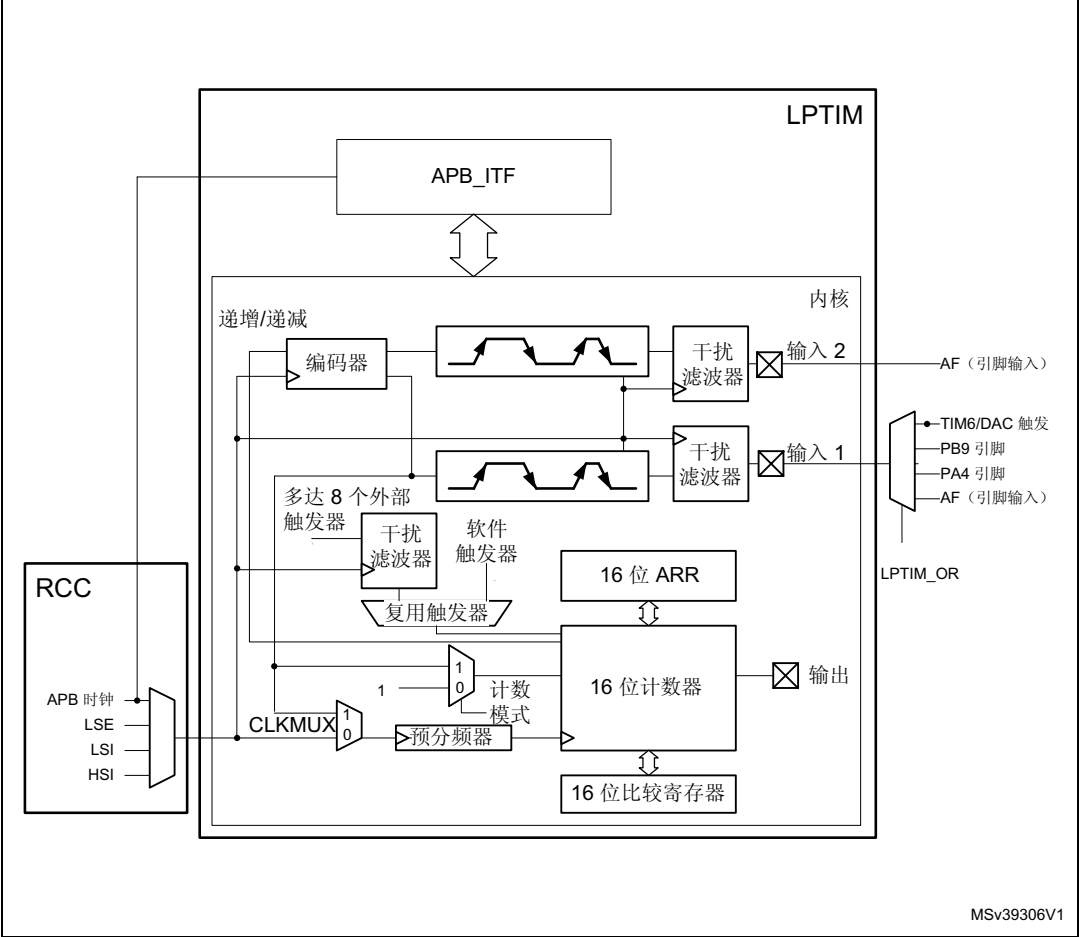 LPTIM
APB_ITF
内核
递增/递减
编码器
干扰
滤波器
输入 2
AF（引脚输入）
TIM6/DAC 触发
PB9 引脚
PA4 引脚
AF（引脚输入）
LPTIM_OR
干扰
滤波器
输入 1
多达 8 个外部
触发器
干扰
滤波器
软件
触发器
复用触发器
16 位 ARR
16 位计数器
输出
16 位比较寄存器
1
1
0
计数
模式
CLKMUX
1
0
预分频器
RCC
APB 时钟
LSE
LSI
HSI
MSv39306V1